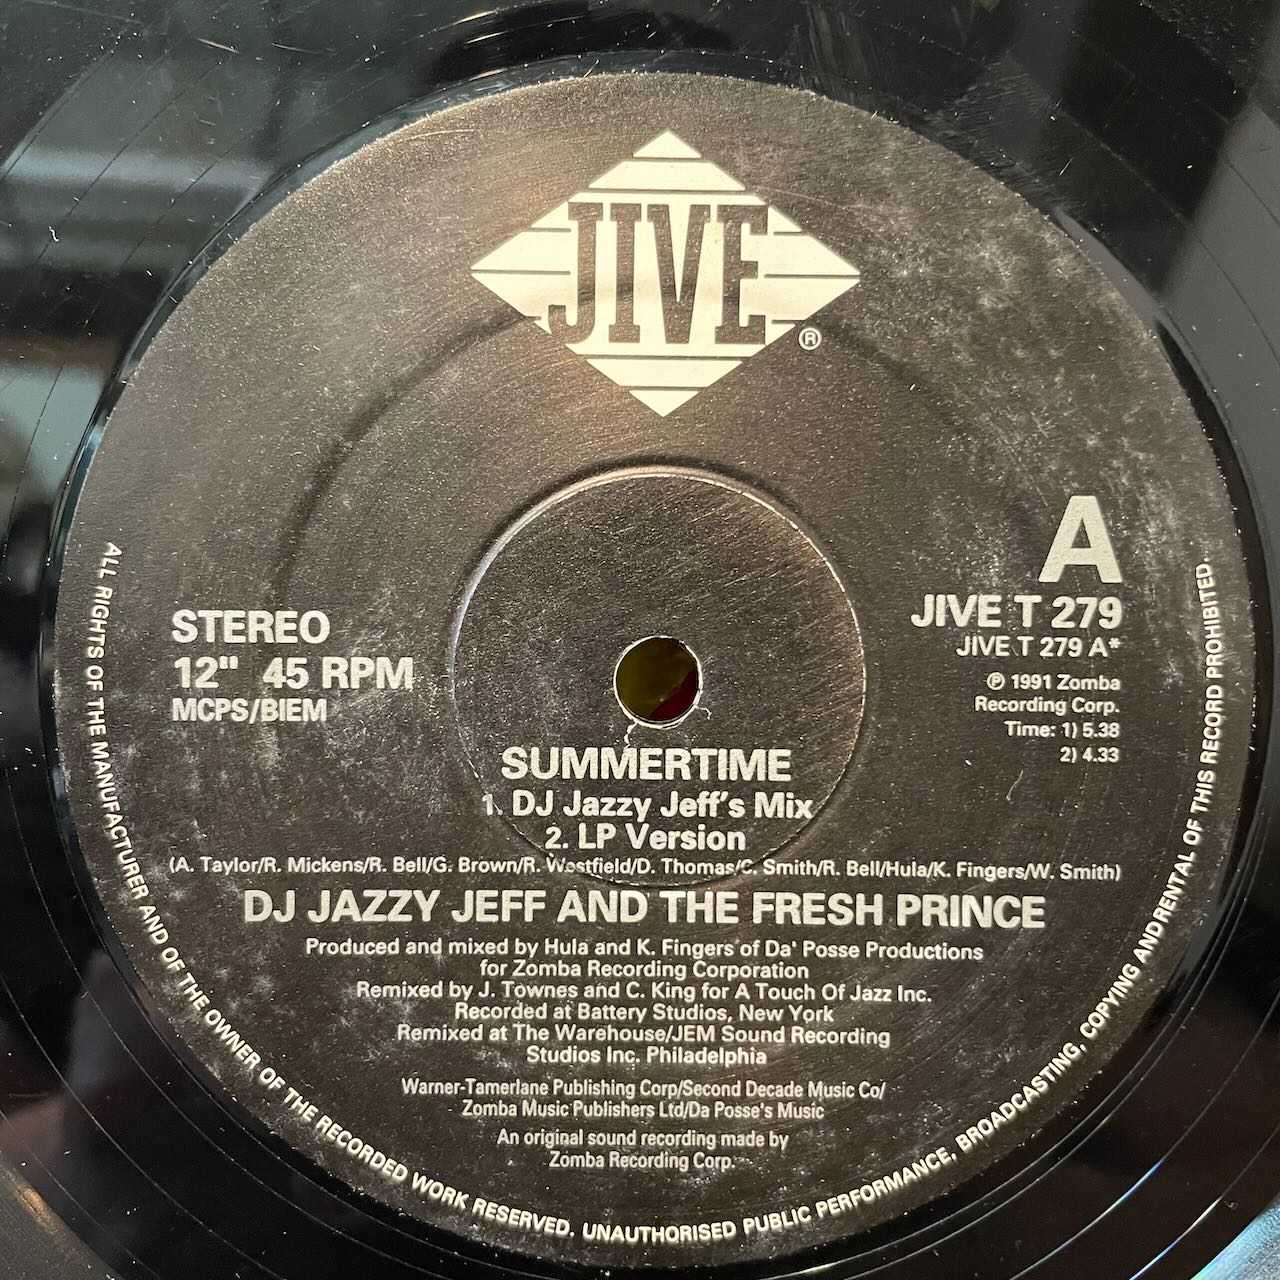 JIVE
®
A
JIVE T 279
JIVE T 279 A*
℗ 1991 Zomba
Recording Corp.
Time: 1) 5.38
2) 4.33
STEREO
12" 45 RPM
MCPS/BIEM
SUMMERTIME
1. DJ Jazzy Jeff's Mix
2. LP Version
(A. Taylor/R. Mickens/R. Bell/G. Brown/R. Westfield/D. Thomas/C. Smith/R. Bell/Hula/K. Fingers/W. Smith)
DJ JAZZY JEFF AND THE FRESH PRINCE
Produced and mixed by Hula and K. Fingers of Da' Posse Productions
for Zomba Recording Corporation
Remixed by J. Townes and C. King for A Touch Of Jazz Inc.
Recorded at Battery Studios, New York
Remixed at The Warehouse/JEM Sound Recording
Studios Inc. Philadelphia
Warner-Tamerlane Publishing Corp/Second Decade Music Co/
Zomba Music Publishers Ltd/Da Posse's Music
An original sound recording made by
Zomba Recording Corp.
ALL RIGHTS OF THE MANUFACTURER AND OF THE OWNER OF THE RECORDED WORK RESERVED. UNAUTHORISED PUBLIC PERFORMANCE, BROADCASTING, COPYING AND RENTAL OF THIS RECORD PROHIBITED.